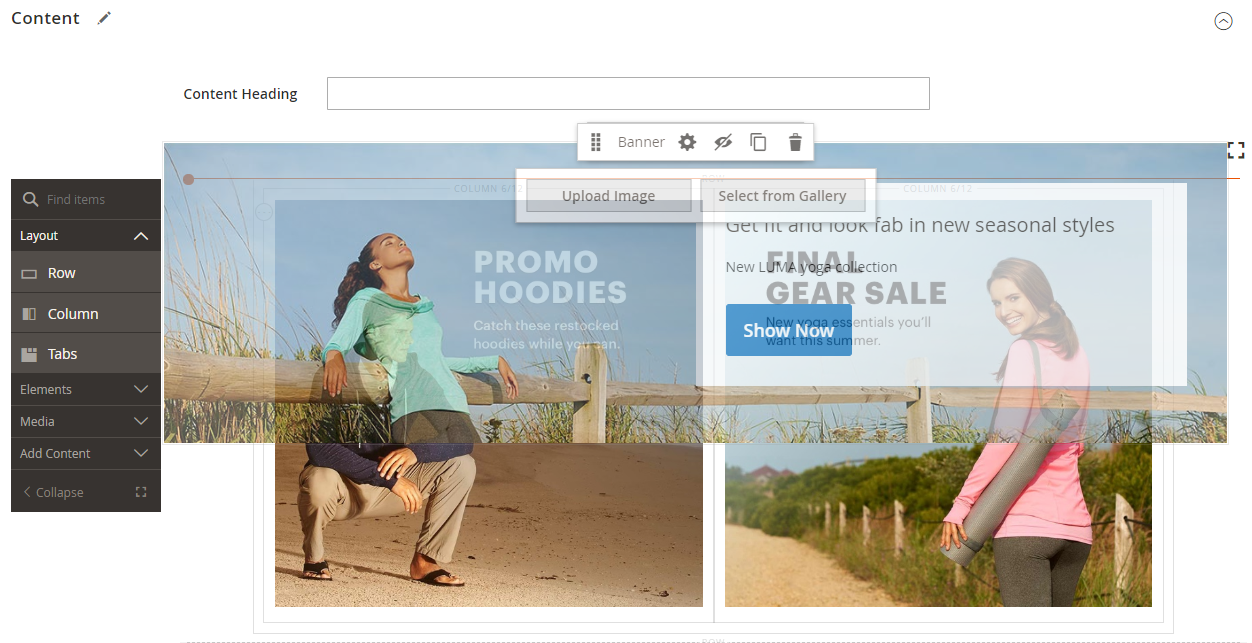 Content
Content Heading
Banner
ROW
COLUMN 6/12
COLUMN 6/12
Upload Image
Select from Gallery
Find items
Layout
Row
Column
Tabs
Elements
Media
Add Content
Collapse
PROMO
HOODIES
Catch these restocked
hoodies while you can.
Get fit and look fab in new seasonal styles
New LUMA yoga collection
Show Now
FINAL
GEAR SALE
New yoga essentials you'll
want this summer.
ROW